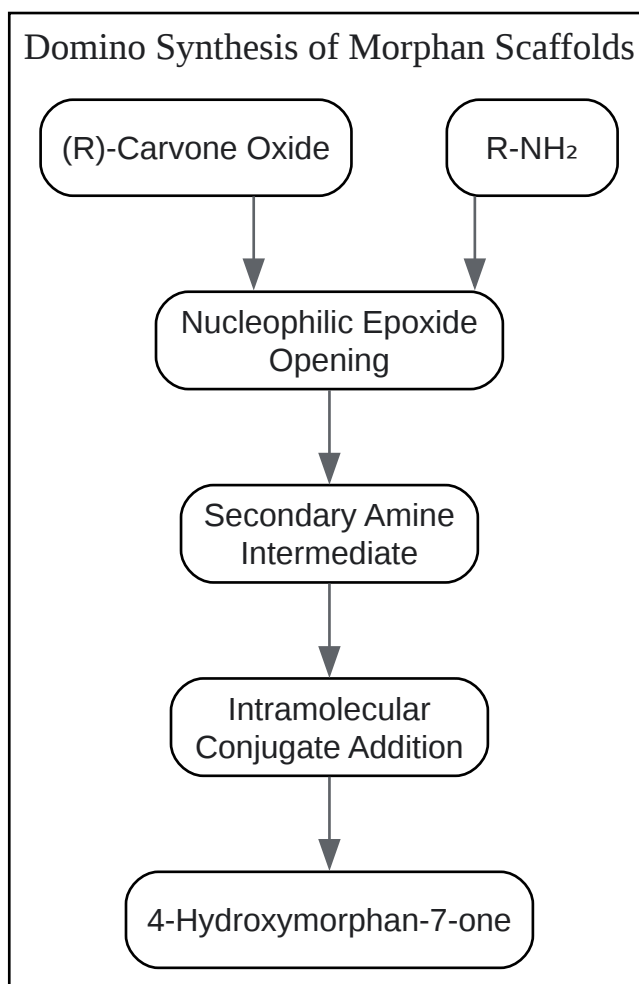 Domino Synthesis of Morphan Scaffolds
(R)-Carvone Oxide
R-NH₂
Nucleophilic Epoxide
Opening
Secondary Amine
Intermediate
Intramolecular
Conjugate Addition
4-Hydroxymorphan-7-one